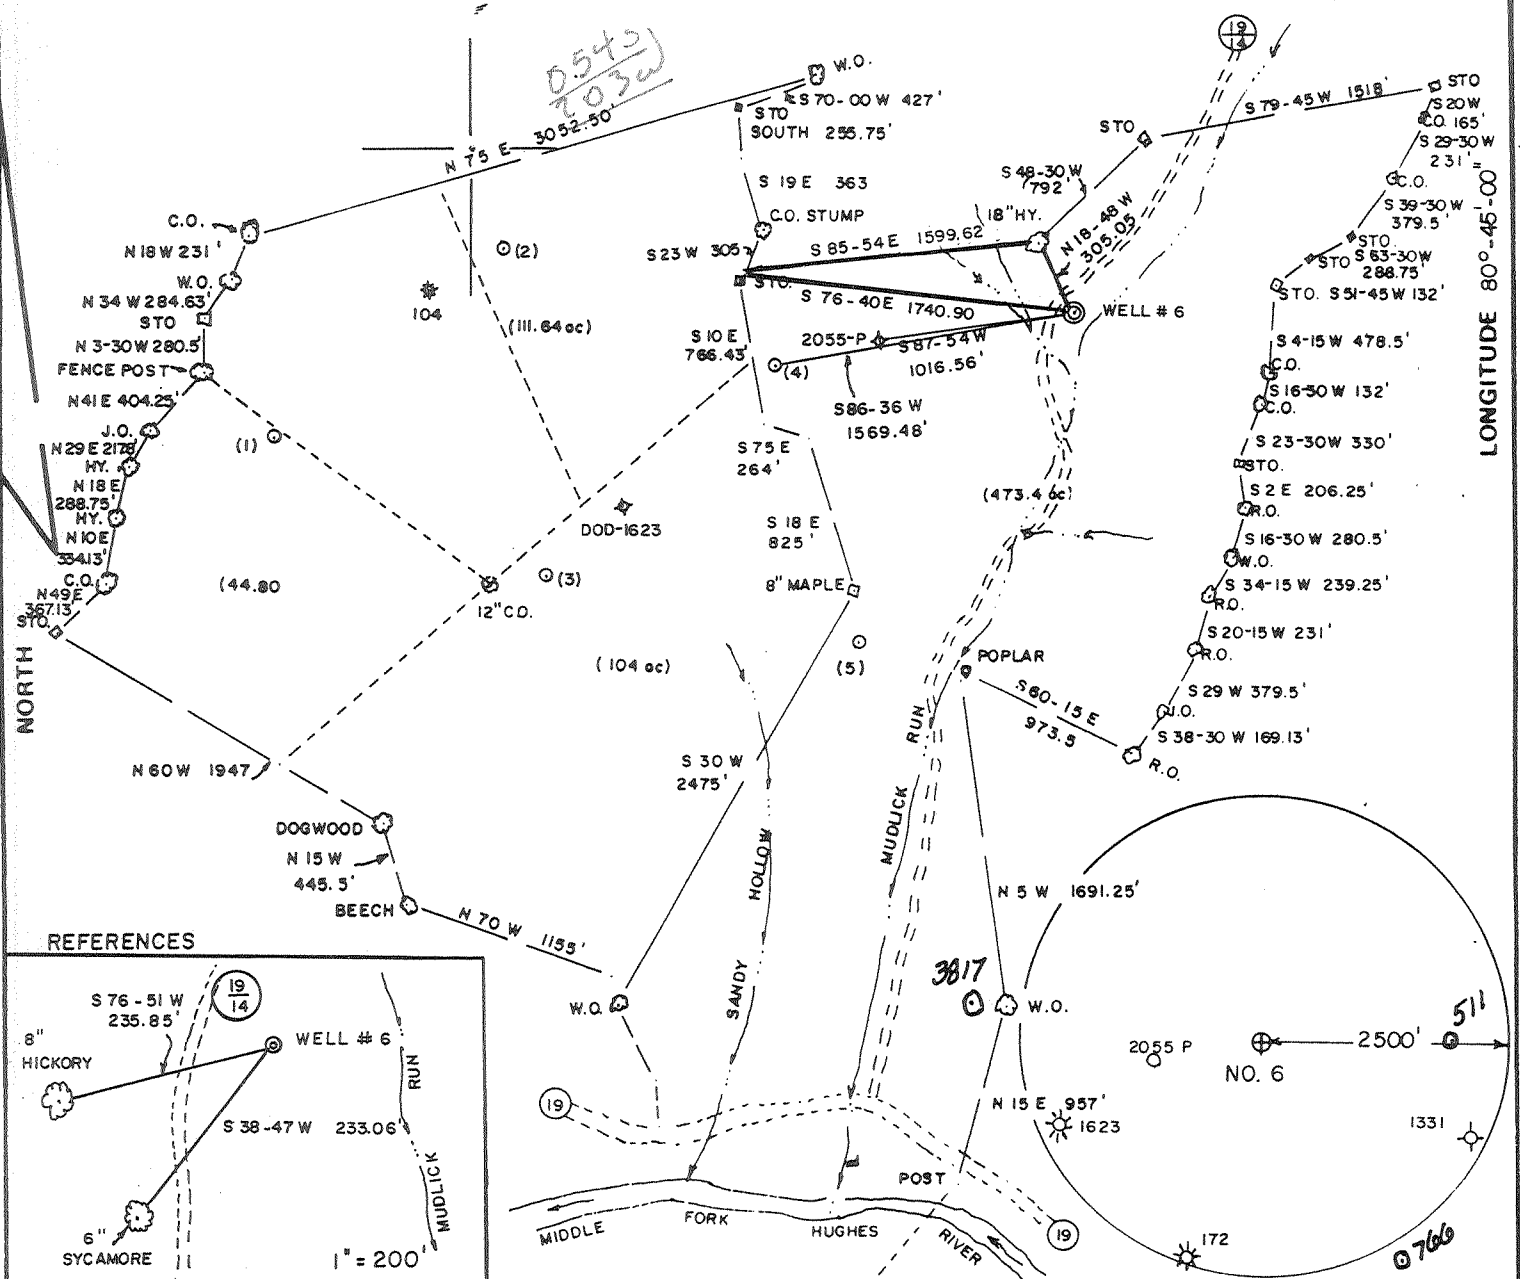 0545
203
W.O.
N 75 E 3052.50'
S 70-00 W 427'
STO
SOUTH 255.75'
S 19 E 363
C.O. STUMP
S 23 W 305
STO.
C.O.
N 18 W 231'
W.O.
N 34 W 284.63'
STO
N 3-30 W 280.5'
FENCE POST
N 41 E 404.25'
J.O.
N 29 E 217.8'
HY.
N 18 E
288.75'
HY.
N 10 E
334.13'
C.O.
N 49 E
367.13'
STO.
NORTH
(2)
104
(111.64 ac)
(1)
(44.80
12" C.O.
DOD-1623
(3)
(104 ac)
19
14
STO
S 79-45 W 1518'
STO
S 20 W
C.O. 165'
S 29-30 W
231'
C.O.
S 39-30 W
379.5'
STO.
S 63-30 W
STO
288.75'
STO. S 51-45 W 132'
S 4-15 W 478.5'
C.O.
S 16-30 W 132'
C.O.
S 23-30 W 330'
STO.
S 2 E 206.25'
R.O.
S 16-30 W 280.5'
W.O.
S 34-15 W 239.25'
R.O.
S 20-15 W 231'
R.O.
S 29 W 379.5'
J.O.
S 38-30 W 169.13'
R.O.
LONGITUDE 80°-45-00
S 48-30 W
792'
18" HY.
N 18-48 W
305.05
S 85-54 E 1599.62
S 76-40 E 1740.90
WELL # 6
2055-P
S 87-54 W
1016.56'
(4)
S 86-36 W
1569.48'
S 10 E
766.43'
S 75 E
264'
S 18 E
825'
8" MAPLE
(5)
(473.4 ac)
POPLAR
S 60-15 E
973.5
S 30 W
2475'
MUDLICK RUN
SANDY HOLLOW
N 60 W 1947
DOGWOOD
N 15 W
445.5'
BEECH
N 70 W 1155'
W.O.
N 5 W 1691.25'
3817
W.O.
N 15 E 957'
POST
19
MIDDLE FORK HUGHES RIVER
19
REFERENCES
19
14
S 76-51 W
235.85'
WELL # 6
8"
HICKORY
S 38-47 W 233.06'
6"
SYCAMORE
MUDLICK RUN
1" = 200'
511
2500'
2055 P
NO. 6
1623
1331
172
766